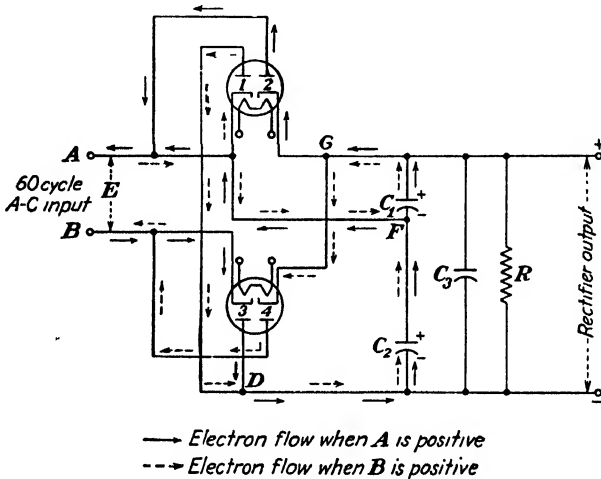 1 2
A
G
+
60 cycle
A-C input
E
C1
+
-
B
F
C3
R
Rectifier output
3 4
C2
+
-
D
-
Electron flow when A is positive
Electron flow when B is positive